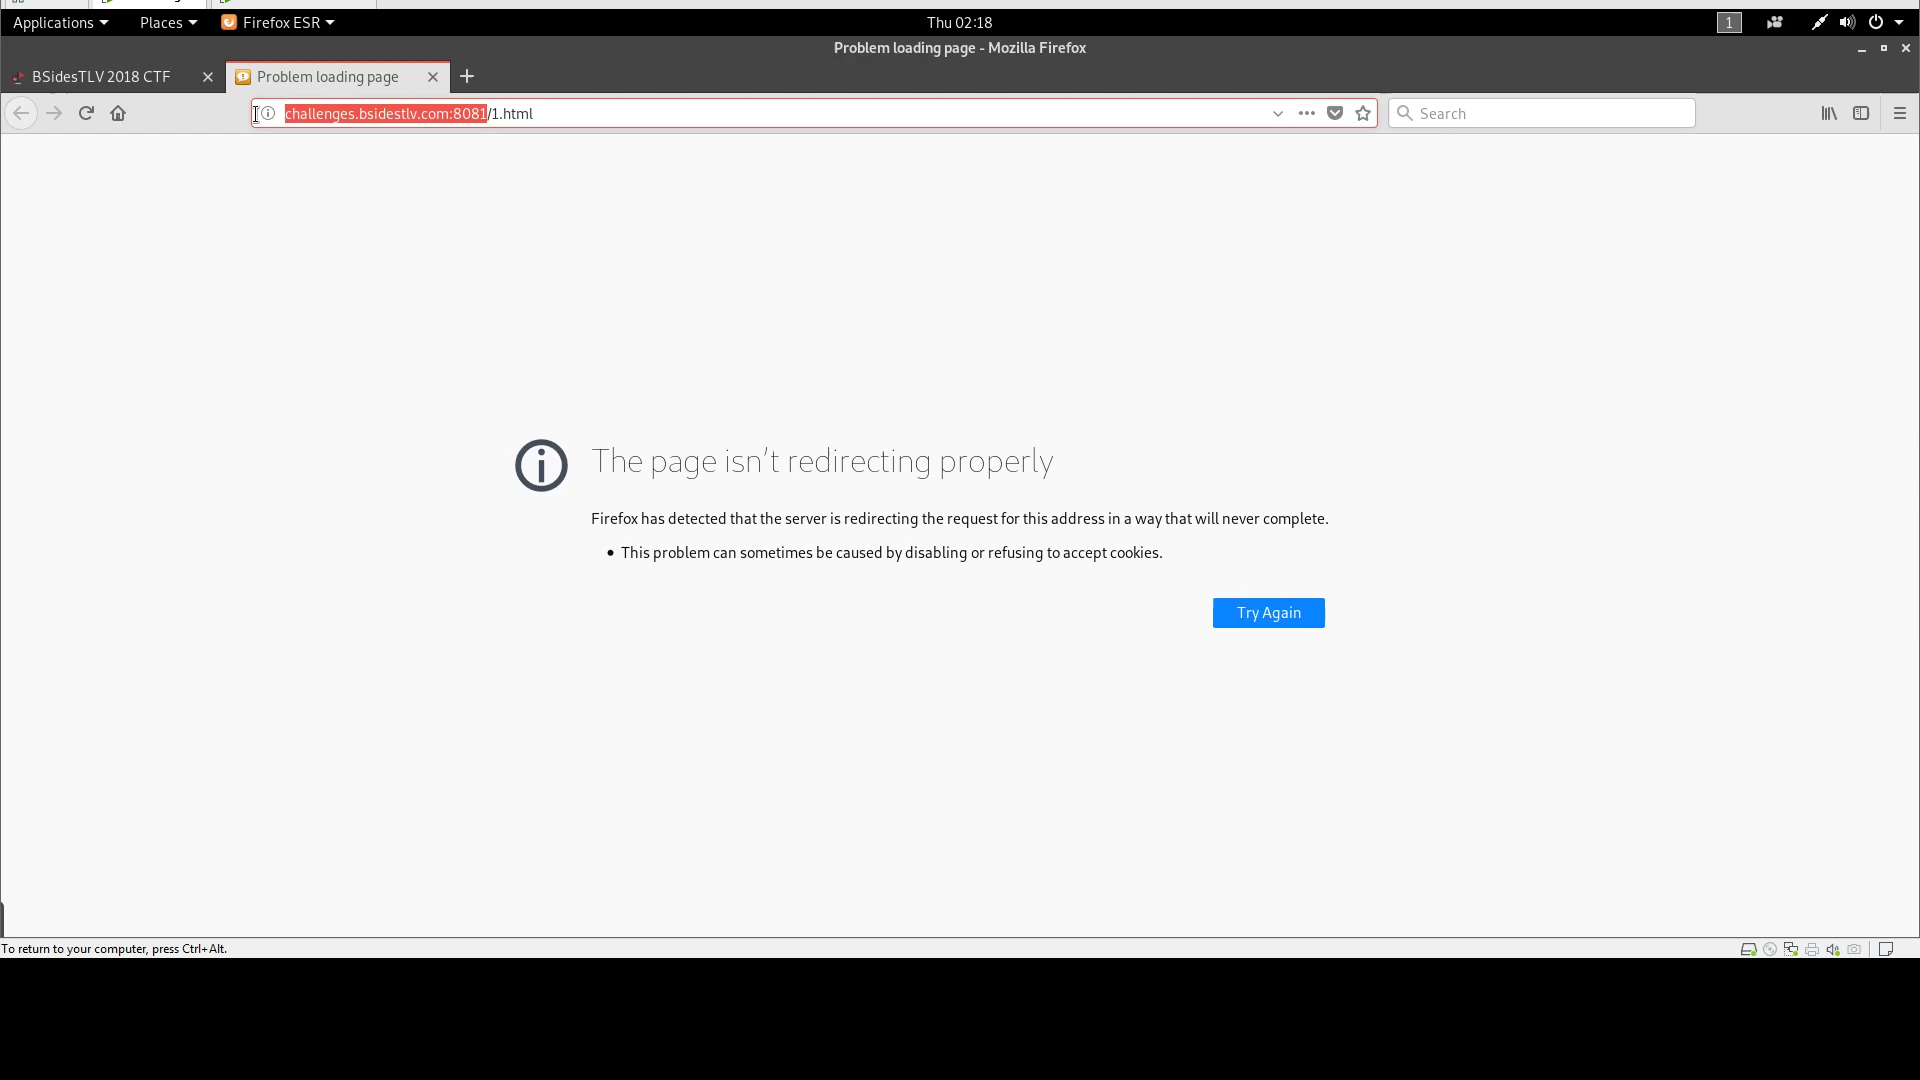 Applications Places Firefox ESR Thu 02:18 1
Problem loading page - Mozilla Firefox
BSidesTLV 2018 CTF Problem loading page
challenges.bsidestlv.com:8081/1.html Search
The page isn't redirecting properly
Firefox has detected that the server is redirecting the request for this address in a way that will never complete.
• This problem can sometimes be caused by disabling or refusing to accept cookies.
Try Again
To return to your computer, press Ctrl+Alt.